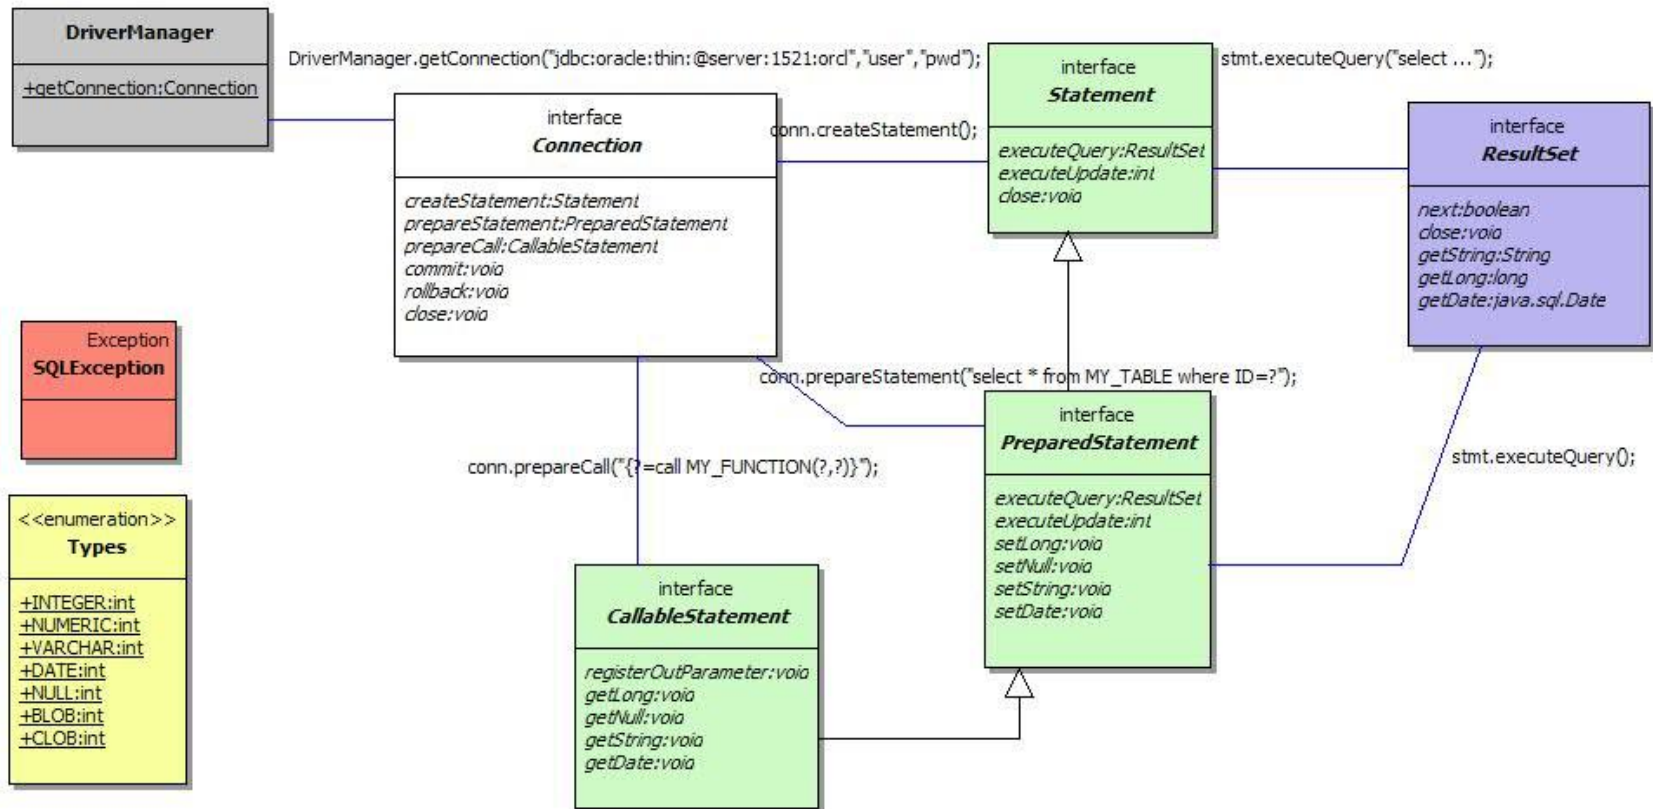 DriverManager
+getConnection:Connection
DriverManager.getConnection("jdbc:oracle:thin:@server:1521:orcl","user","pwd");
interface
Connection
createStatement:Statement
prepareStatement:PreparedStatement
prepareCall:CallableStatement
commit:void
rollback:void
close:void
conn.createStatement();
interface
Statement
executeQuery:ResultSet
executeUpdate:int
close:void
stmt.executeQuery("select ...");
interface
ResultSet
next:boolean
close:void
getString:String
getLong:long
getDate:java.sql.Date
Exception
SQLException
conn.prepareStatement("select * from MY_TABLE where ID=?");
interface
PreparedStatement
executeQuery:ResultSet
executeUpdate:int
setLong:void
setNull:void
setString:void
setDate:void
stmt.executeQuery();
conn.prepareCall("{?=call MY_FUNCTION(?,?)}");
<<enumeration>>
Types
+INTEGER:int
+NUMERIC:int
+VARCHAR:int
+DATE:int
+NULL:int
+BLOB:int
+CLOB:int
interface
CallableStatement
registerOutParameter:void
getLong:void
getNull:void
getString:void
getDate:void